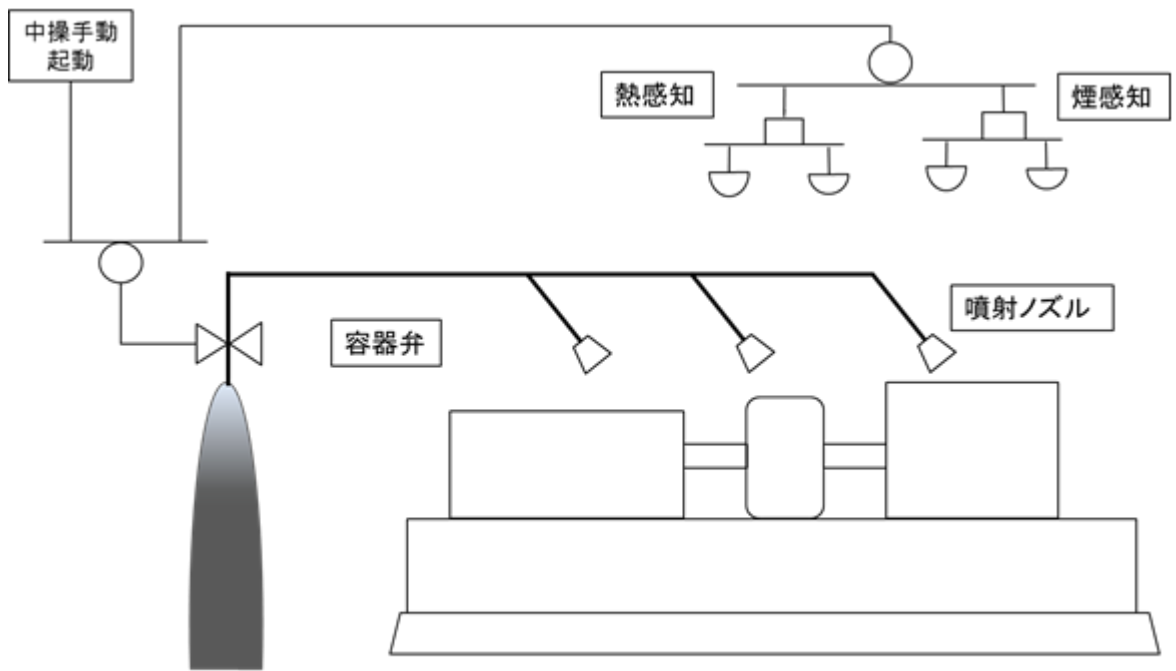 中操手動
起動
熱感知
煙感知
噴射ノズル
容器弁